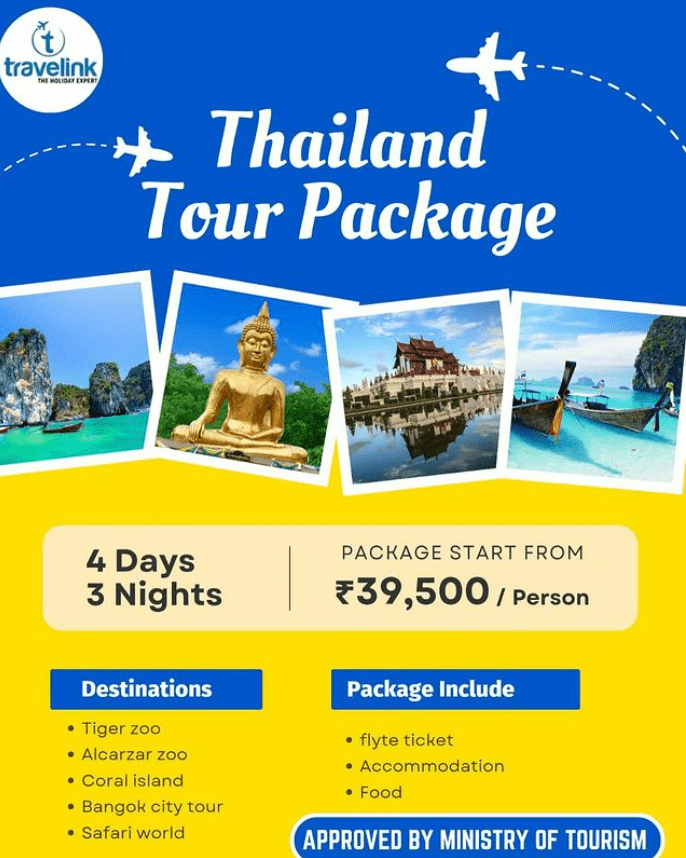 travelink
THE HOLIDAY EXPERT
Thailand
Tour Package
4 Days
3 Nights
PACKAGE START FROM
₹39,500 / Person
Destinations
• Tiger zoo
• Alcarzar zoo
• Coral island
• Bangok city tour
• Safari world
Package Include
• flyte ticket
• Accommodation
• Food
APPROVED BY MINISTRY OF TOURISM